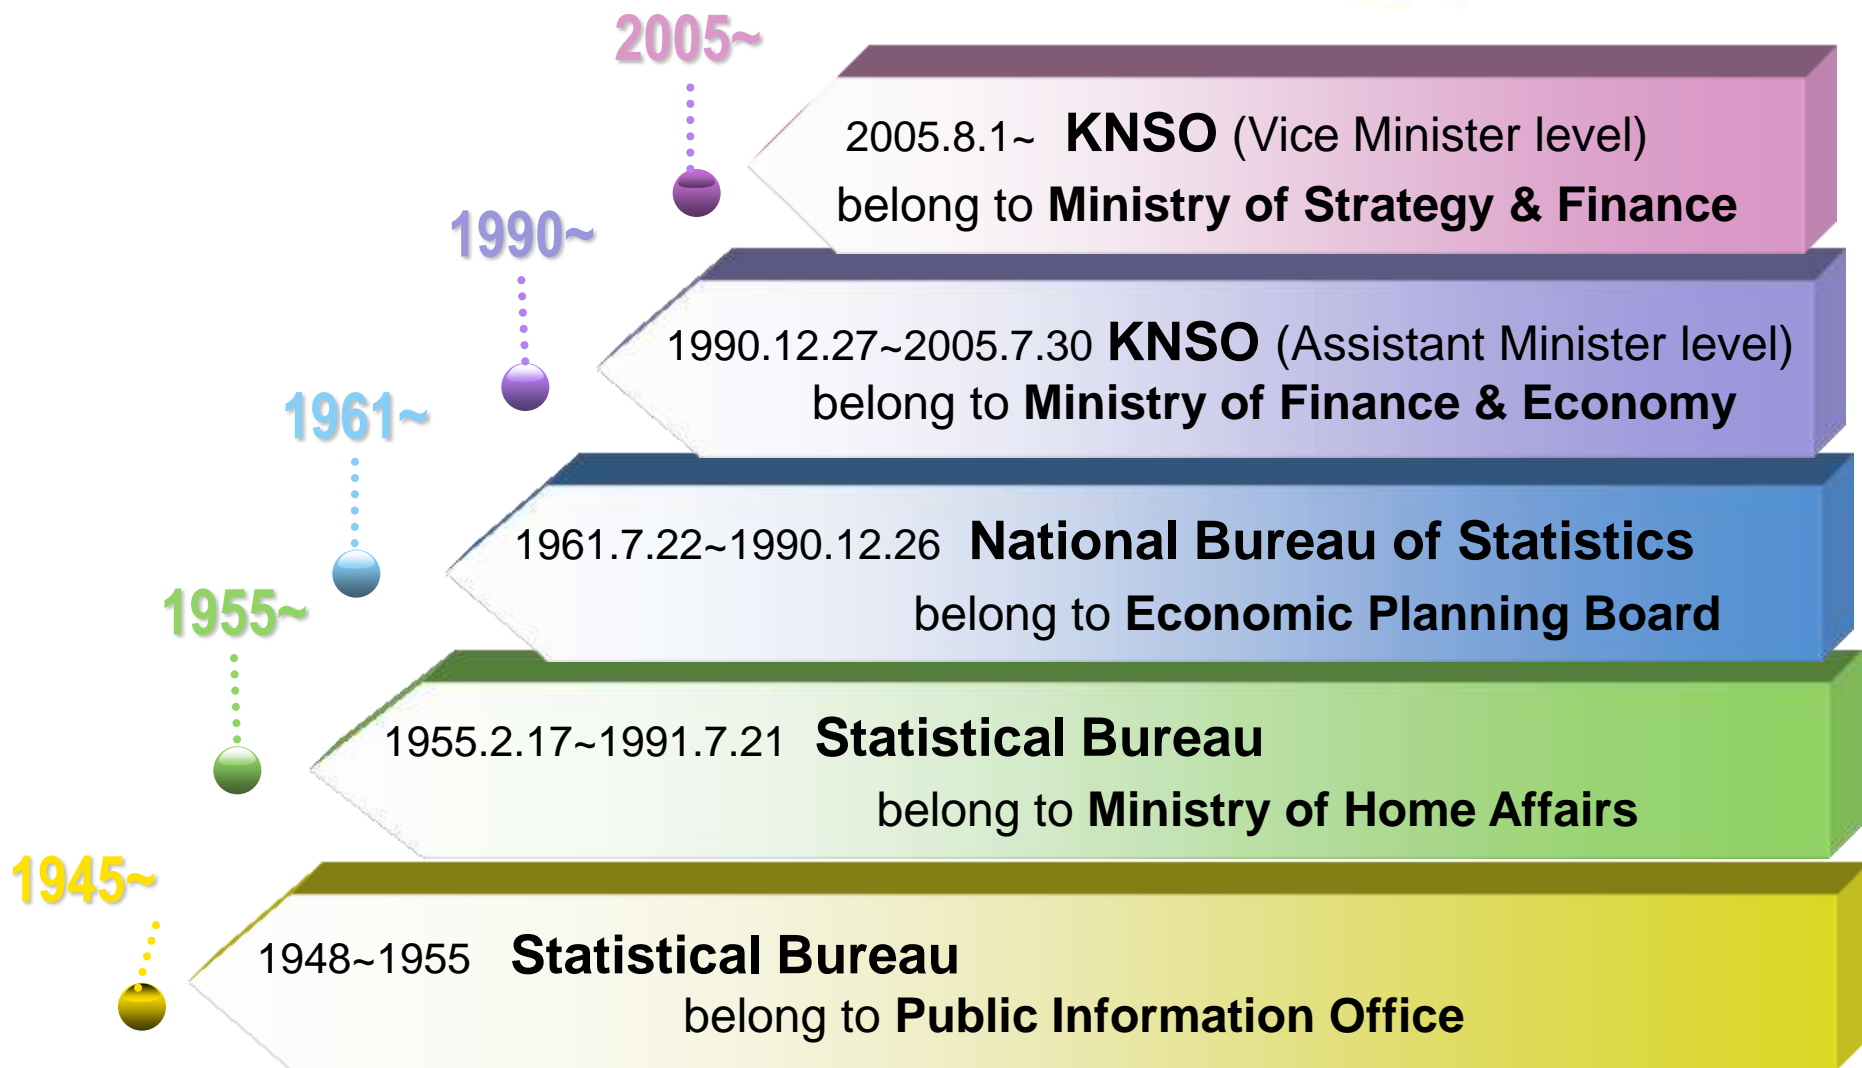 2005~
2005.8.1~ KNSO (Vice Minister level)
belong to Ministry of Strategy & Finance
1990~
1990.12.27~2005.7.30 KNSO (Assistant Minister level)
belong to Ministry of Finance & Economy
1961~
1961.7.22~1990.12.26 National Bureau of Statistics
belong to Economic Planning Board
1955~
1955.2.17~1991.7.21 Statistical Bureau
belong to Ministry of Home Affairs
1945~
1948~1955 Statistical Bureau
belong to Public Information Office